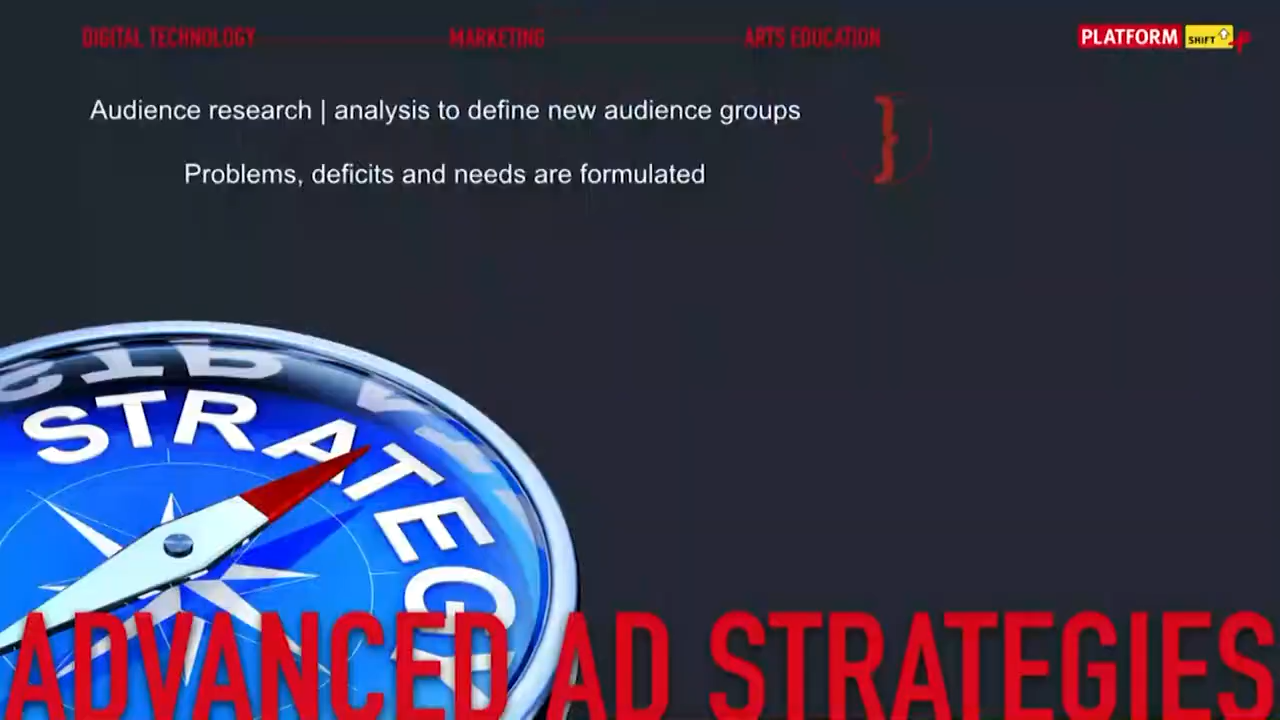 DIGITAL TECHNOLOGY MARKETING ARTS EDUCATION PLATFORM SHIFT
Audience research | analysis to define new audience groups
}
Problems, deficits and needs are formulated
STRATEGY
ADVANCED AD STRATEGIES